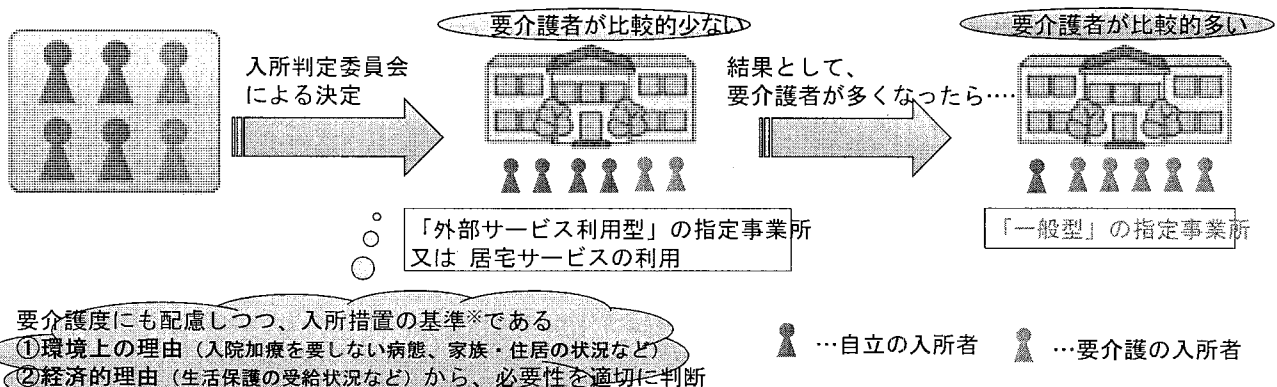 要介護者が比較的少ない
要介護者が比較的多い
入所判定委員会
による決定
結果として、
要介護者が多くなったら‥‥
「外部サービス利用型」の指定事業所
又は 居宅サービスの利用
「一般型」の指定事業所
要介護度にも配慮しつつ、入所措置の基準※である
①環境上の理由(入院加療を要しない病態、家族・住居の状況など)
②経済的理由(生活保護の受給状況など)から、必要性を適切に判断
…自立の入所者
…要介護の入所者